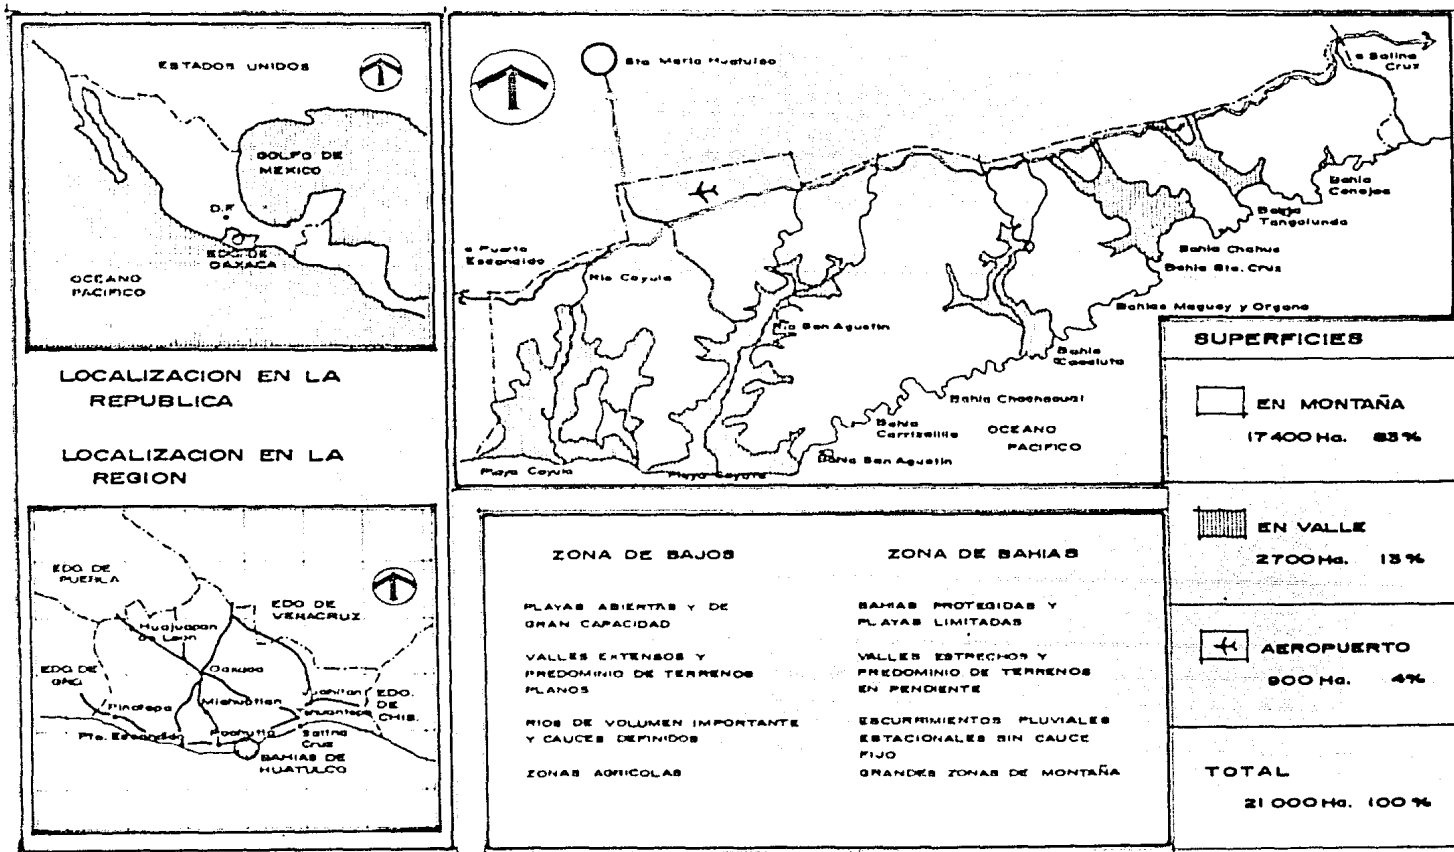 ESTADOS UNIDOS
GOLFO DE
MEXICO
D.F.
EDO. DE
OAXACA
OCEANO
PACIFICO
LOCALIZACION EN LA
REPUBLICA
LOCALIZACION EN LA
REGION
EDO. DE
PUEBLA
EDO DE
VERACRUZ
Huajuapan
de León
EDO. DE
GRO
Oaxaca
Pinotepa
Miahuatlan
Juchitan
Tehuantepec
EDO.
DE
CHIS.
Pto. Escondido
Pochutla
Salina
Cruz
BAHIAS DE
HUATULCO
Sta. Maria Huatulco
a Salina
Cruz
a Puerto
Escondido
Rio Coyula
San Agustin
Bahia
Conejos
Bahia
Tangolunda
Bahia Chahue
Bahia Sta. Cruz
Bahias Maguey y Organo
Bahia
Cacaluta
Bahia Chachacual
Bahia
Carrizalillo
OCEANO
PACIFICO
Bahia San Agustin
Playa Coyula
Playa Coyula
ZONA DE BAJOS
PLAYAS ABIERTAS Y DE
GRAN CAPACIDAD
VALLES EXTENSOS Y
PREDOMINIO DE TERRENOS
PLANOS
RIOS DE VOLUMEN IMPORTANTE
Y CAUCES DEFINIDOS
ZONAS AGRICOLAS
ZONA DE BAHIAS
BAHIAS PROTEGIDAS Y
PLAYAS LIMITADAS
VALLES ESTRECHOS Y
PREDOMINIO DE TERRENOS
EN PENDIENTE
ESCURRIMIENTOS PLUVIALES
ESTACIONALES SIN CAUCE
FIJO
GRANDES ZONAS DE MONTAÑA
SUPERFICIES
EN MONTAÑA
17400 Ha. 83%
EN VALLE
2700 Ha. 13%
AEROPUERTO
900 Ha. 4%
TOTAL
21 000 Ha. 100 %